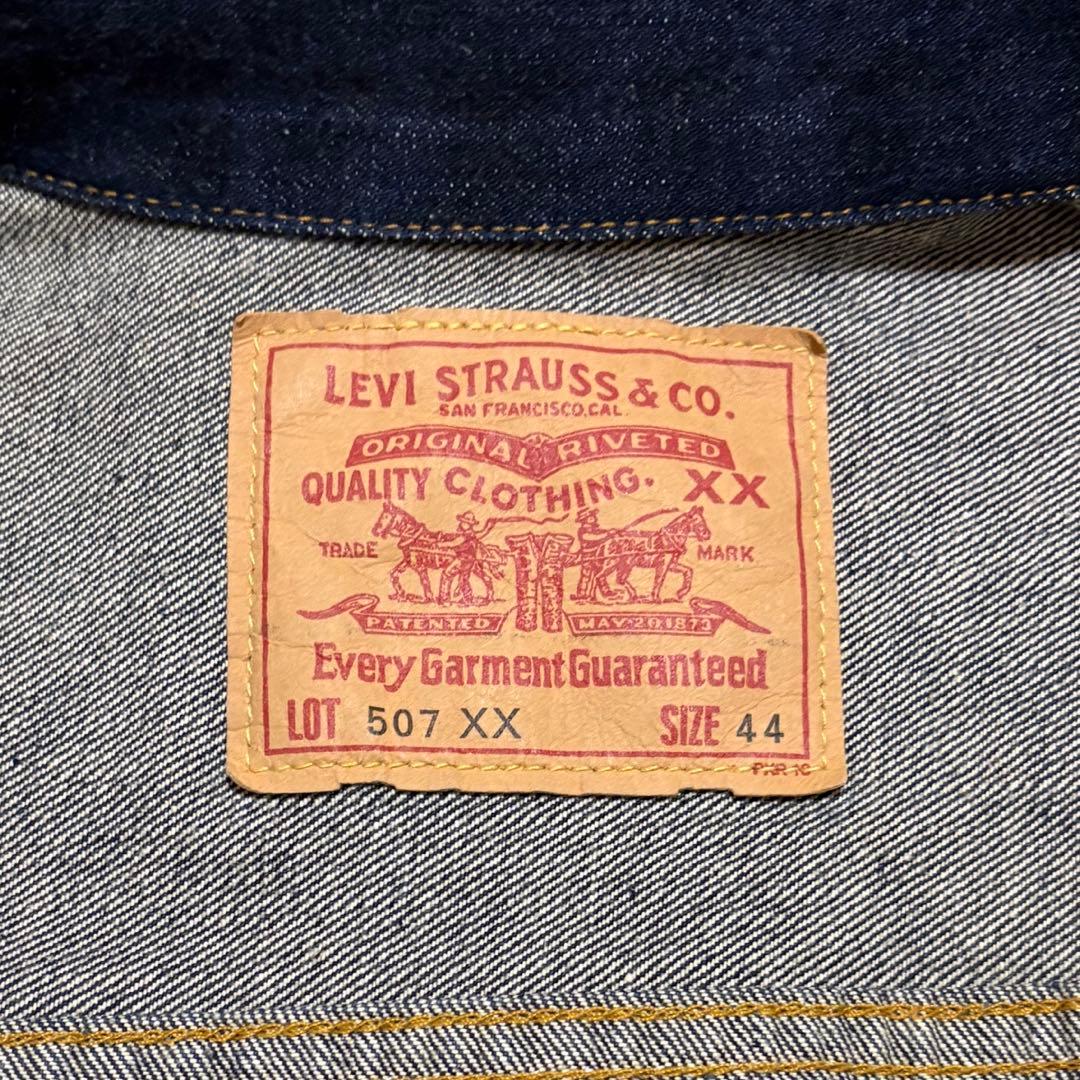 LEVI STRAUSS & CO.
SAN FRANCISCO, CAL.
ORIGINAL RIVETED
QUALITY CLOTHING. XX
TRADE MARK
PATENTED MAY 20 1873
Every Garment Guaranteed
LOT 507 XX SIZE 44